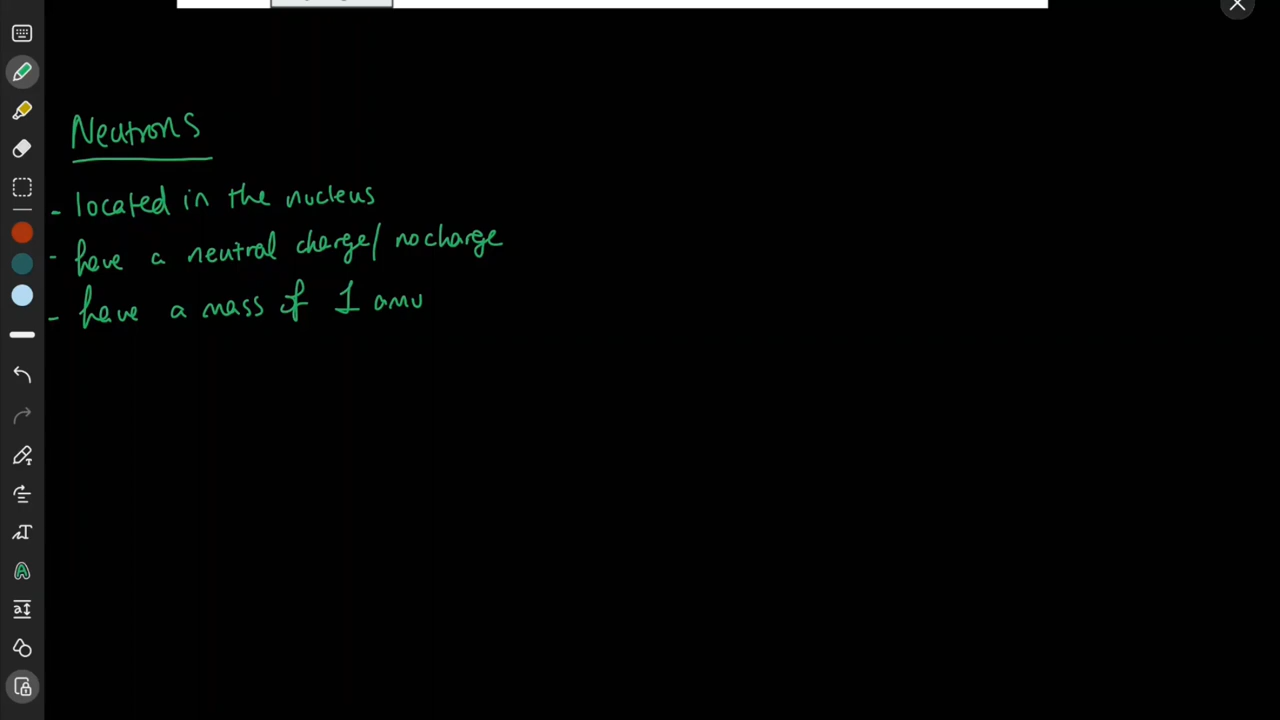 Neutrons
- located in the nucleus
- have a neutral charge/ no charge
- have a mass of 1 amu